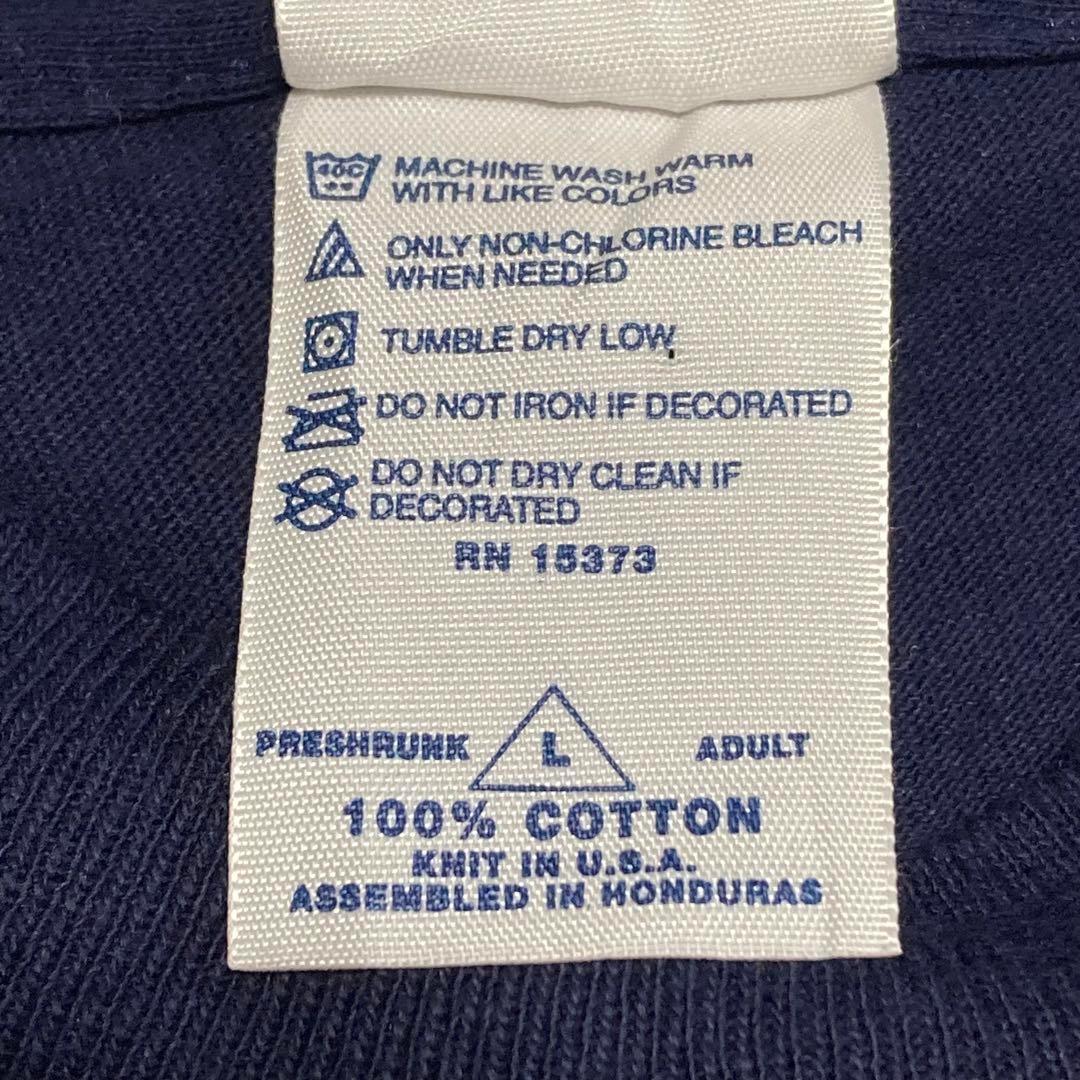 40C MACHINE WASH WARM
WITH LIKE COLORS
ONLY NON-CHLORINE BLEACH
WHEN NEEDED
TUMBLE DRY LOW
DO NOT IRON IF DECORATED
DO NOT DRY CLEAN IF
DECORATED
RN 15373
PRESHRUNK L ADULT
100% COTTON
KNIT IN U.S.A.
ASSEMBLED IN HONDURAS